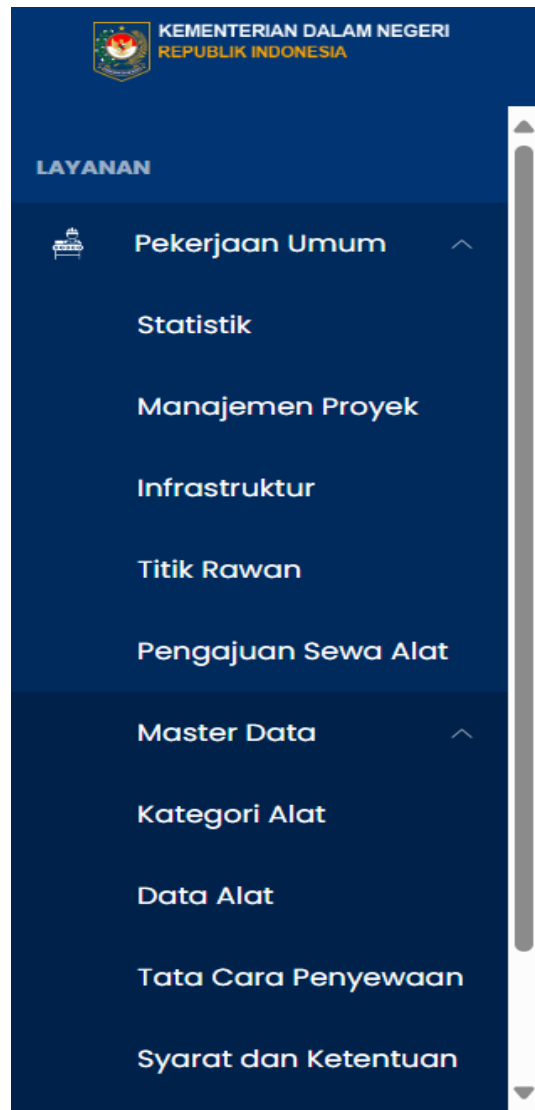 KEMENTERIAN DALAM NEGERI
REPUBLIK INDONESIA
LAYANAN
Pekerjaan Umum
Statistik
Manajemen Proyek
Infrastruktur
Titik Rawan
Pengajuan Sewa Alat
Master Data
Kategori Alat
Data Alat
Tata Cara Penyewaan
Syarat dan Ketentuan